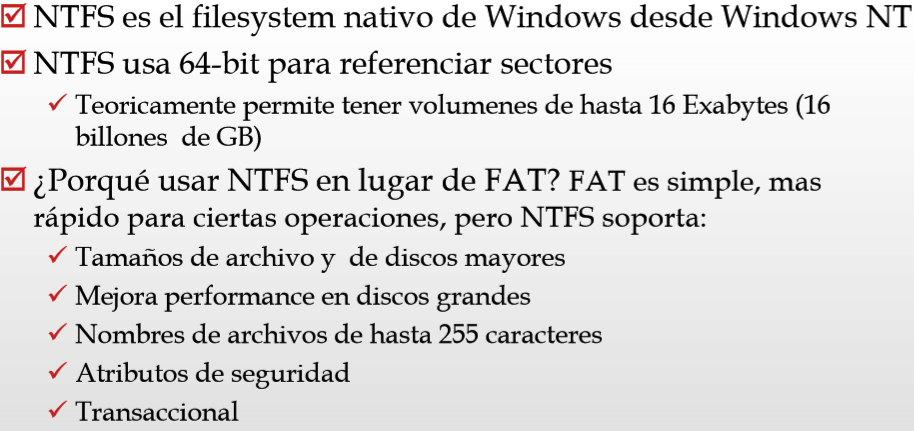 NTFS es el filesystem nativo de Windows desde Windows NT
NTFS usa 64-bit para referenciar sectores
Teoricamente permite tener volumenes de hasta 16 Exabytes (16
billones de GB)
¿Porqué usar NTFS en lugar de FAT? FAT es simple, mas
rápido para ciertas operaciones, pero NTFS soporta:
Tamaños de archivo y de discos mayores
Mejora performance en discos grandes
Nombres de archivos de hasta 255 caracteres
Atributos de seguridad
Transaccional